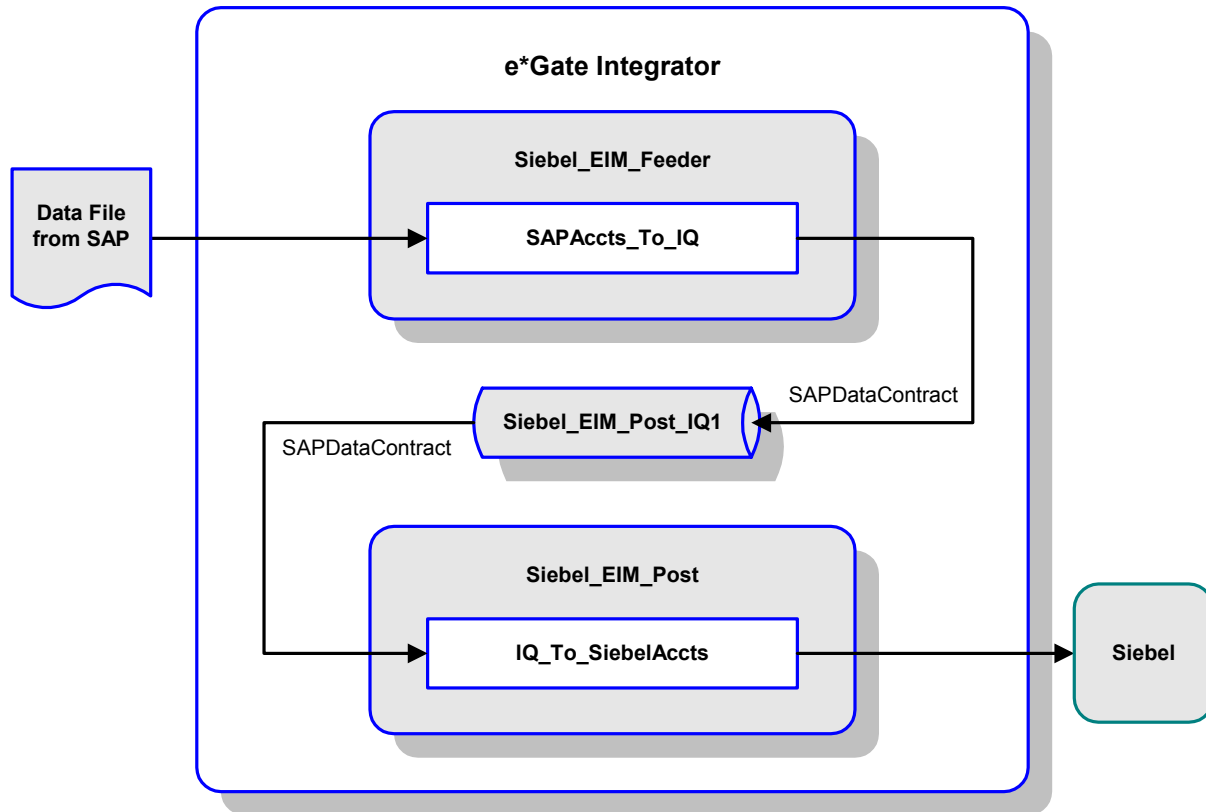 e*Gate Integrator
Siebel_EIM_Feeder
Data File
from SAP
SAPAccts_To_IQ
SAPDataContract
Siebel_EIM_Post_IQ1
SAPDataContract
Siebel_EIM_Post
IQ_To_SiebelAccts
Siebel